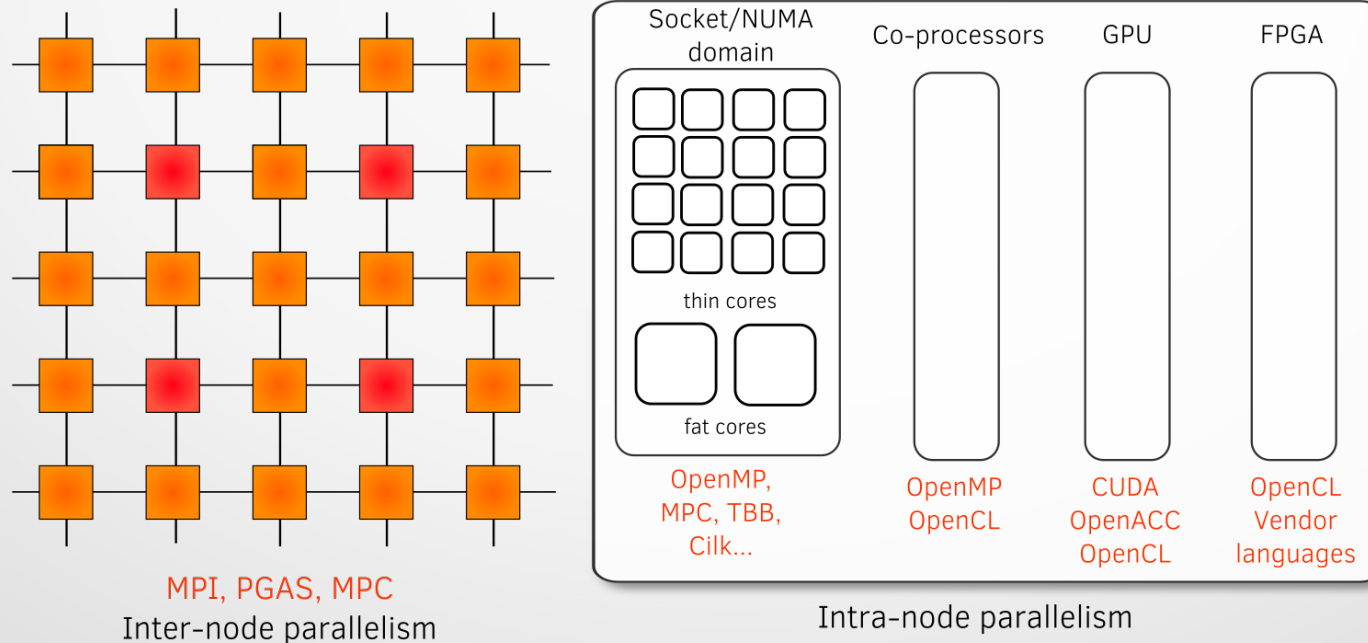 MPI, PGAS, MPC
Inter-node parallelism
Socket/NUMA
domain
thin cores
fat cores
OpenMP,
MPC, TBB,
Cilk...
Co-processors
OpenMP
OpenCL
GPU
CUDA
OpenACC
OpenCL
FPGA
OpenCL
Vendor
languages
Intra-node parallelism